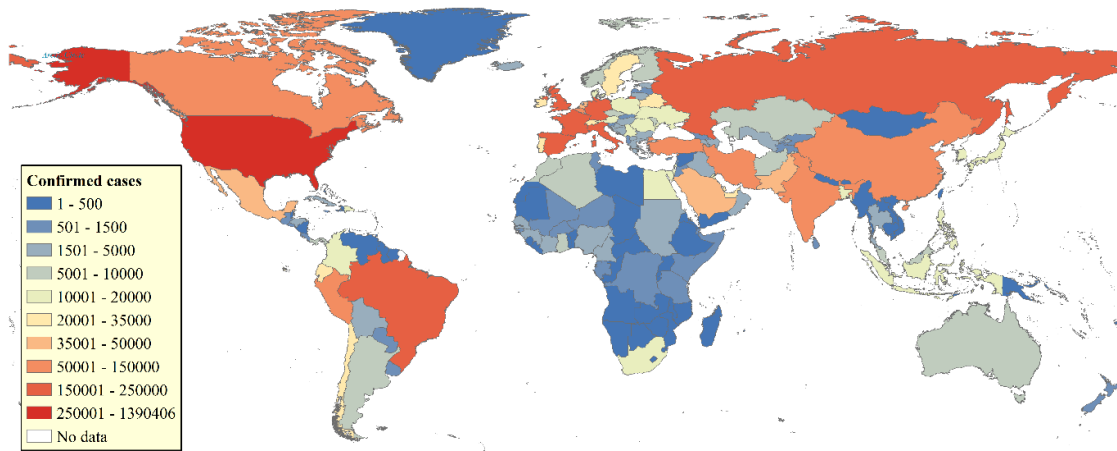 Confirmed cases
1 - 500
501 - 1500
1501 - 5000
5001 - 10000
10001 - 20000
20001 - 35000
35001 - 50000
50001 - 150000
150001 - 250000
250001 - 1390406
No data